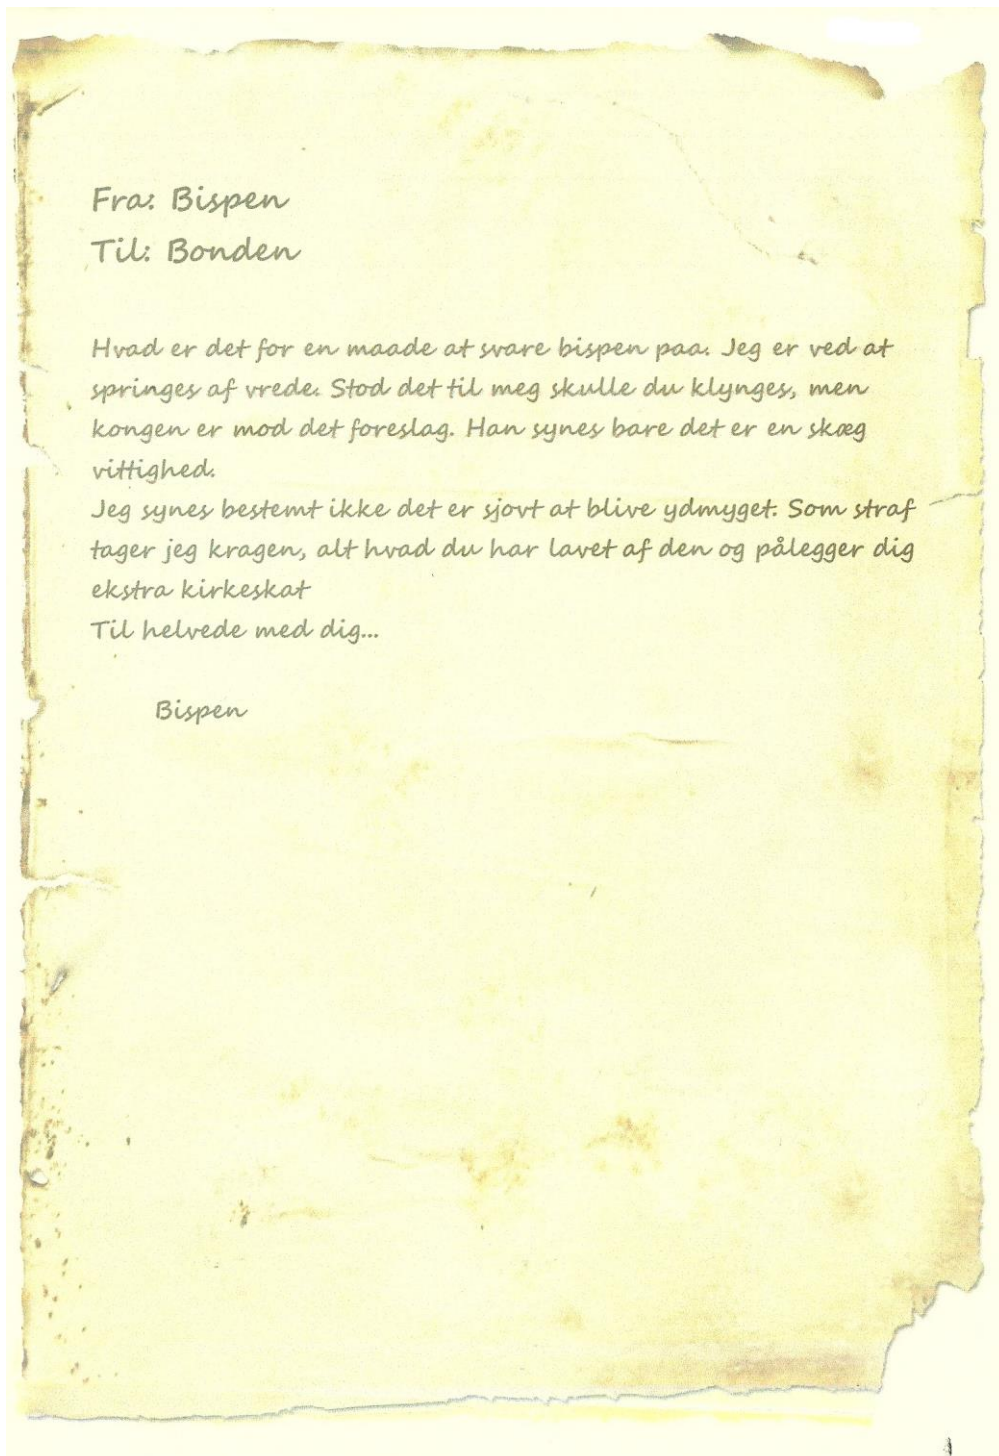 Fra: Bispen
Til: Bonden
Hvad er det for en maade at svare bispen paa. Jeg er ved at
springes af vrede. Stod det til meg skulle du klynges, men
kongen er mod det foreslag. Han synes bare det er en skæg
vittighed.
Jeg synes bestemt ikke det er sjovt at blive ydmyget. Som straf
tager jeg kragen, alt hvad du har lavet af den og pålegger dig
ekstra kirkeskat
Til helvede med dig...
Bispen